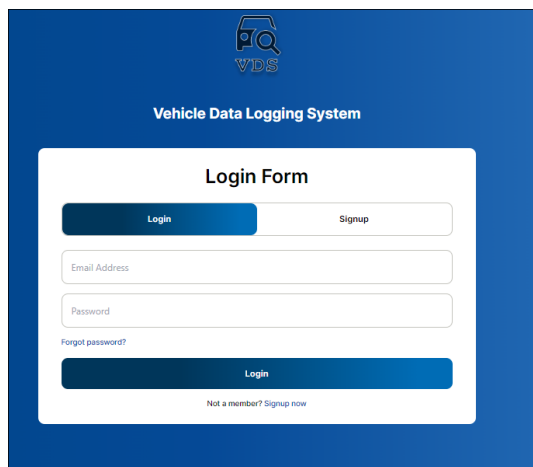 VDS
Vehicle Data Logging System
Login Form
Login Signup
Email Address
Password
Forgot password?
Login
Not a member? Signup now